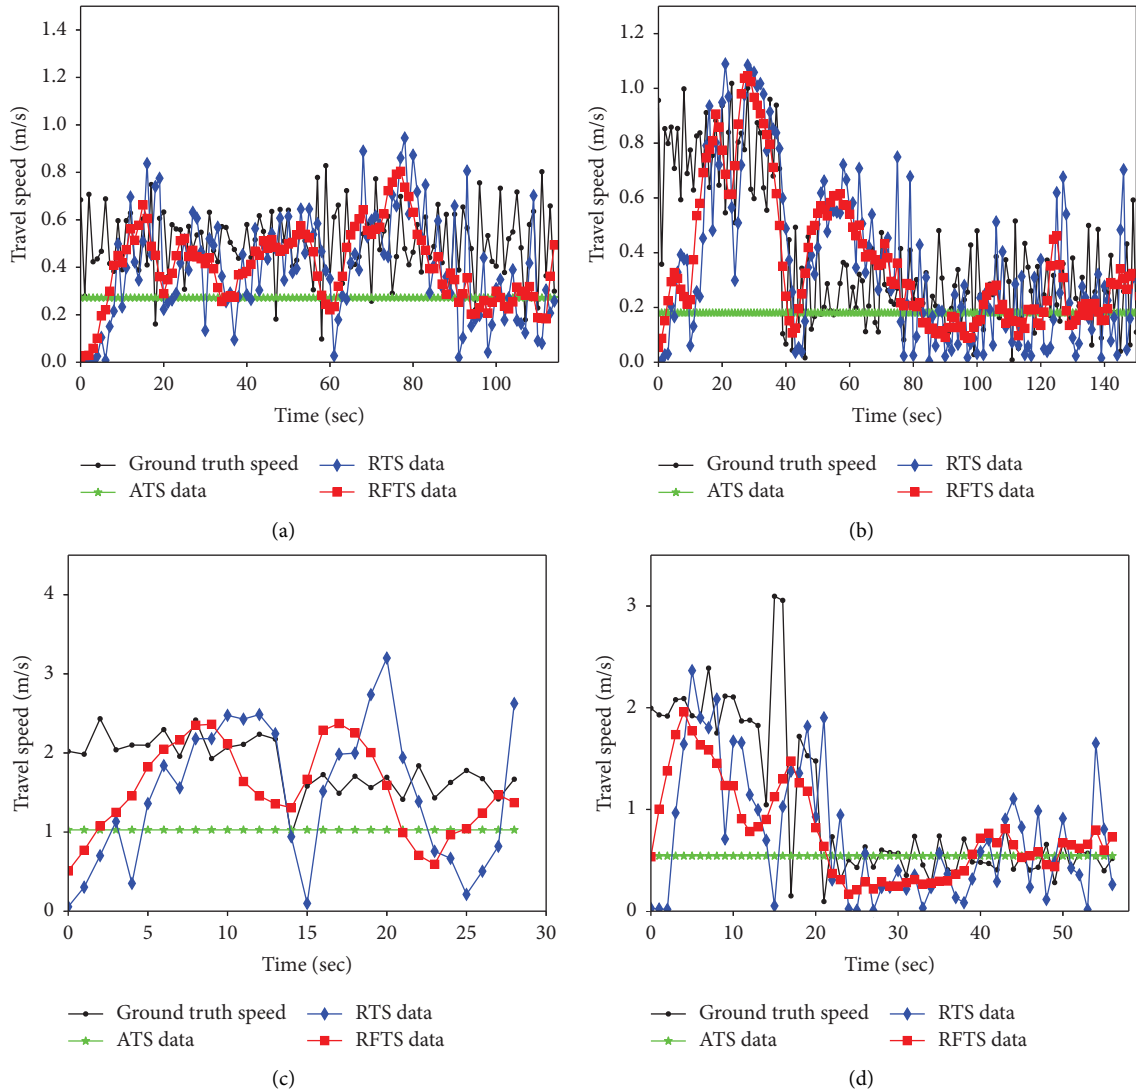 1.4
1.2
1.0
0.8
0.6
0.4
0.2
0.0
Travel speed (m/s)
0 20 40 60 80 100
Time (sec)
Ground truth speed RTS data
ATS data RFTS data
(a)
1.2
1.0
0.8
0.6
0.4
0.2
0.0
Travel speed (m/s)
0 20 40 60 80 100 120 140
Time (sec)
Ground truth speed RTS data
ATS data RFTS data
(b)
4
3
2
1
0
Travel speed (m/s)
0 5 10 15 20 25 30
Time (sec)
Ground truth speed RTS data
ATS data RFTS data
(c)
3
2
1
0
Travel speed (m/s)
0 10 20 30 40 50
Time (sec)
Ground truth speed RTS data
ATS data RFTS data
(d)